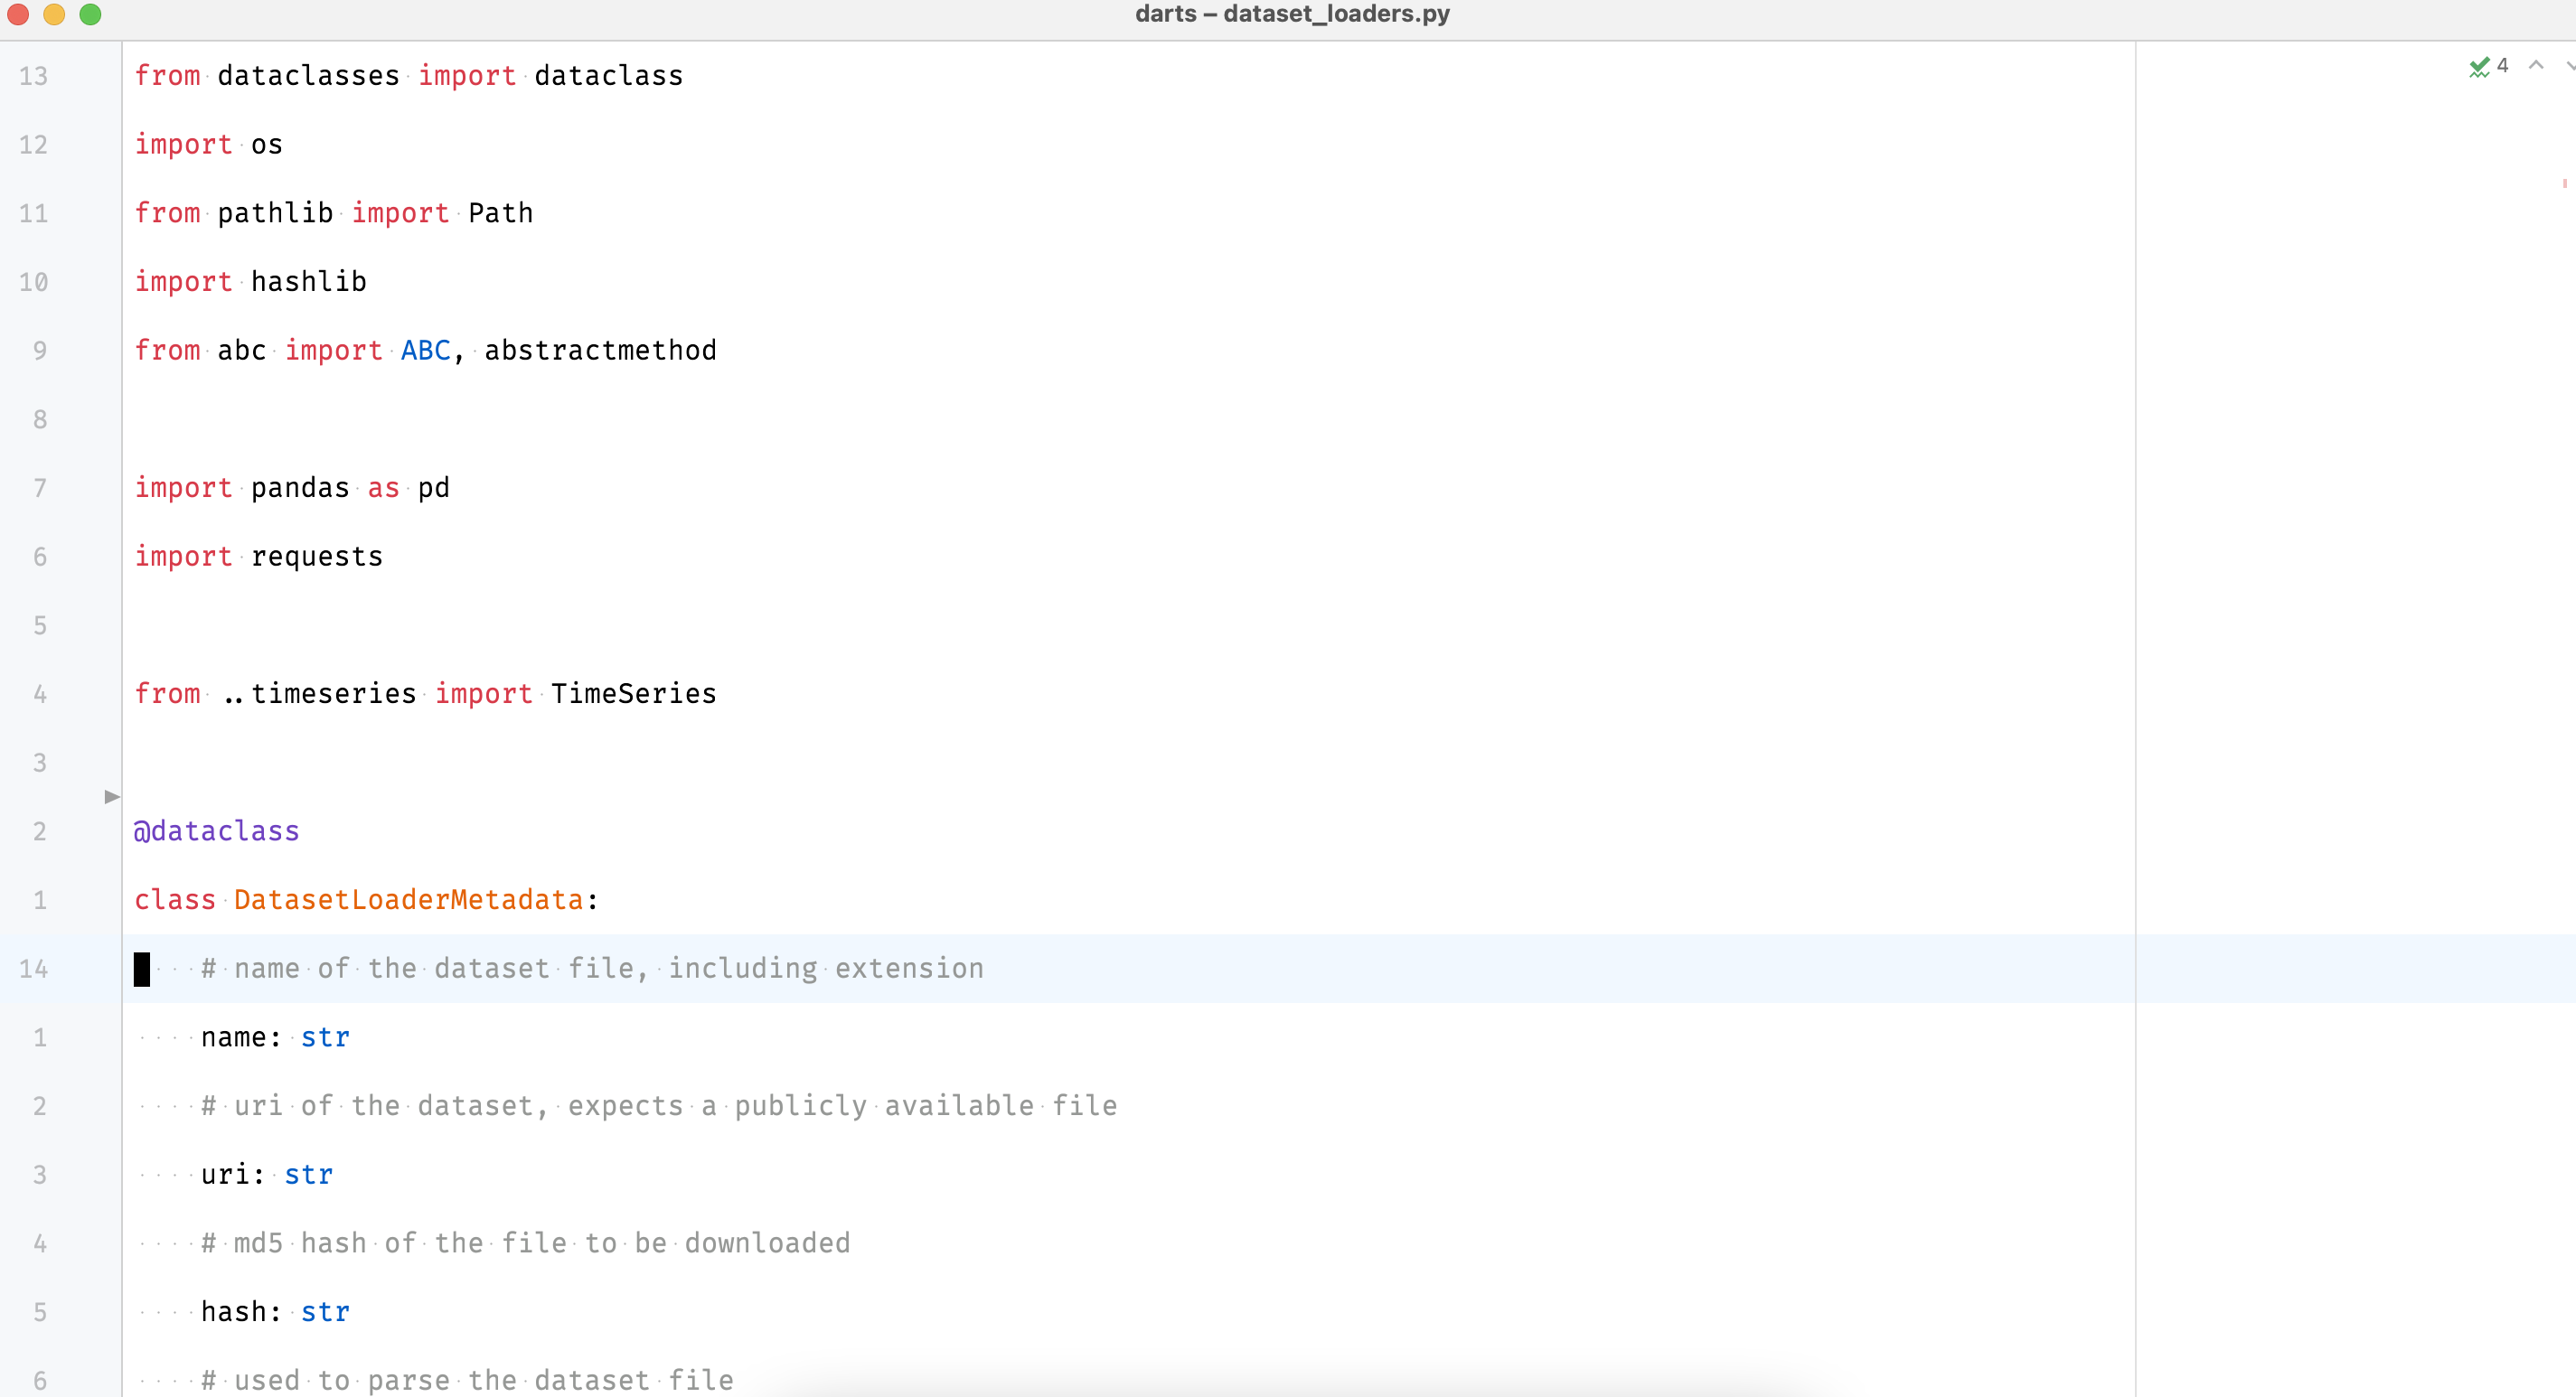 darts – dataset_loaders.py
4
13 from dataclasses import dataclass
12 import os
11 from pathlib import Path
10 import hashlib
9 from abc import ABC, abstractmethod
8
7 import pandas as pd
6 import requests
5
4 from ..timeseries import TimeSeries
3
2 @dataclass
1 class DatasetLoaderMetadata:
14 # name of the dataset file, including extension
1 name: str
2 # uri of the dataset, expects a publicly available file
3 uri: str
4 # md5 hash of the file to be downloaded
5 hash: str
6 # used to parse the dataset file